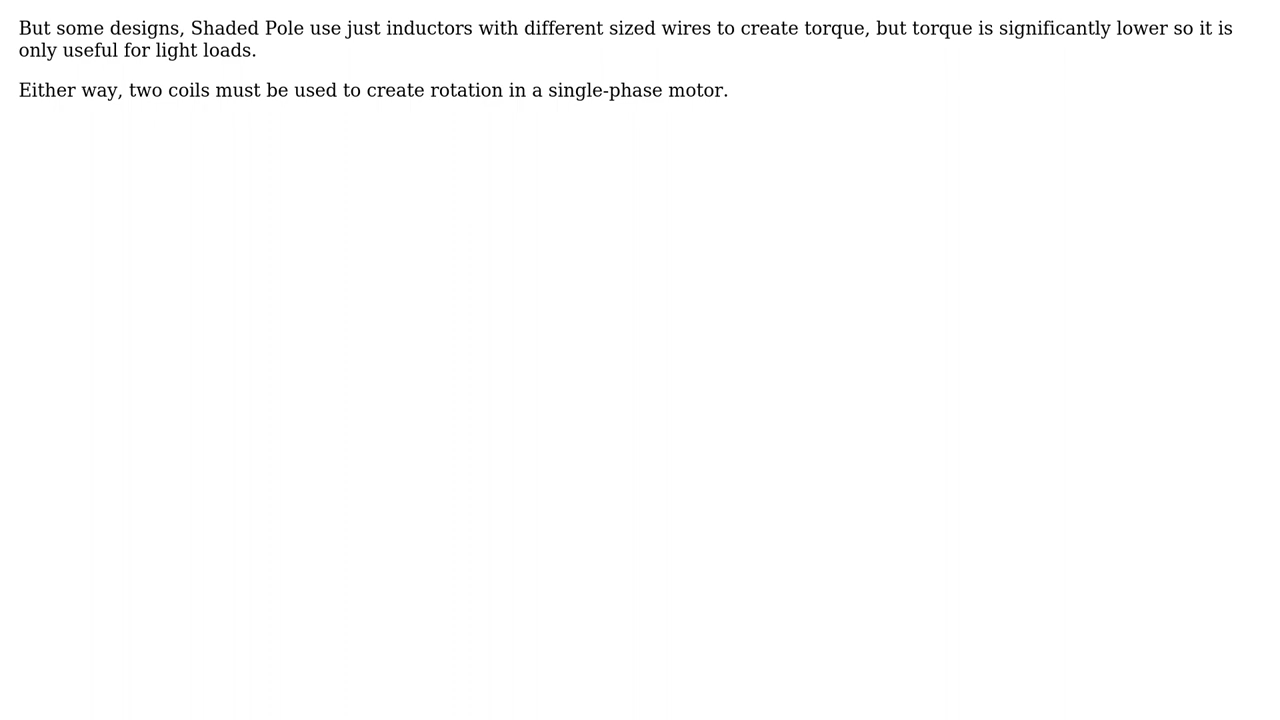 But some designs, Shaded Pole use just inductors with different sized wires to create torque, but torque is significantly lower so it is
only useful for light loads.
Either way, two coils must be used to create rotation in a single-phase motor.